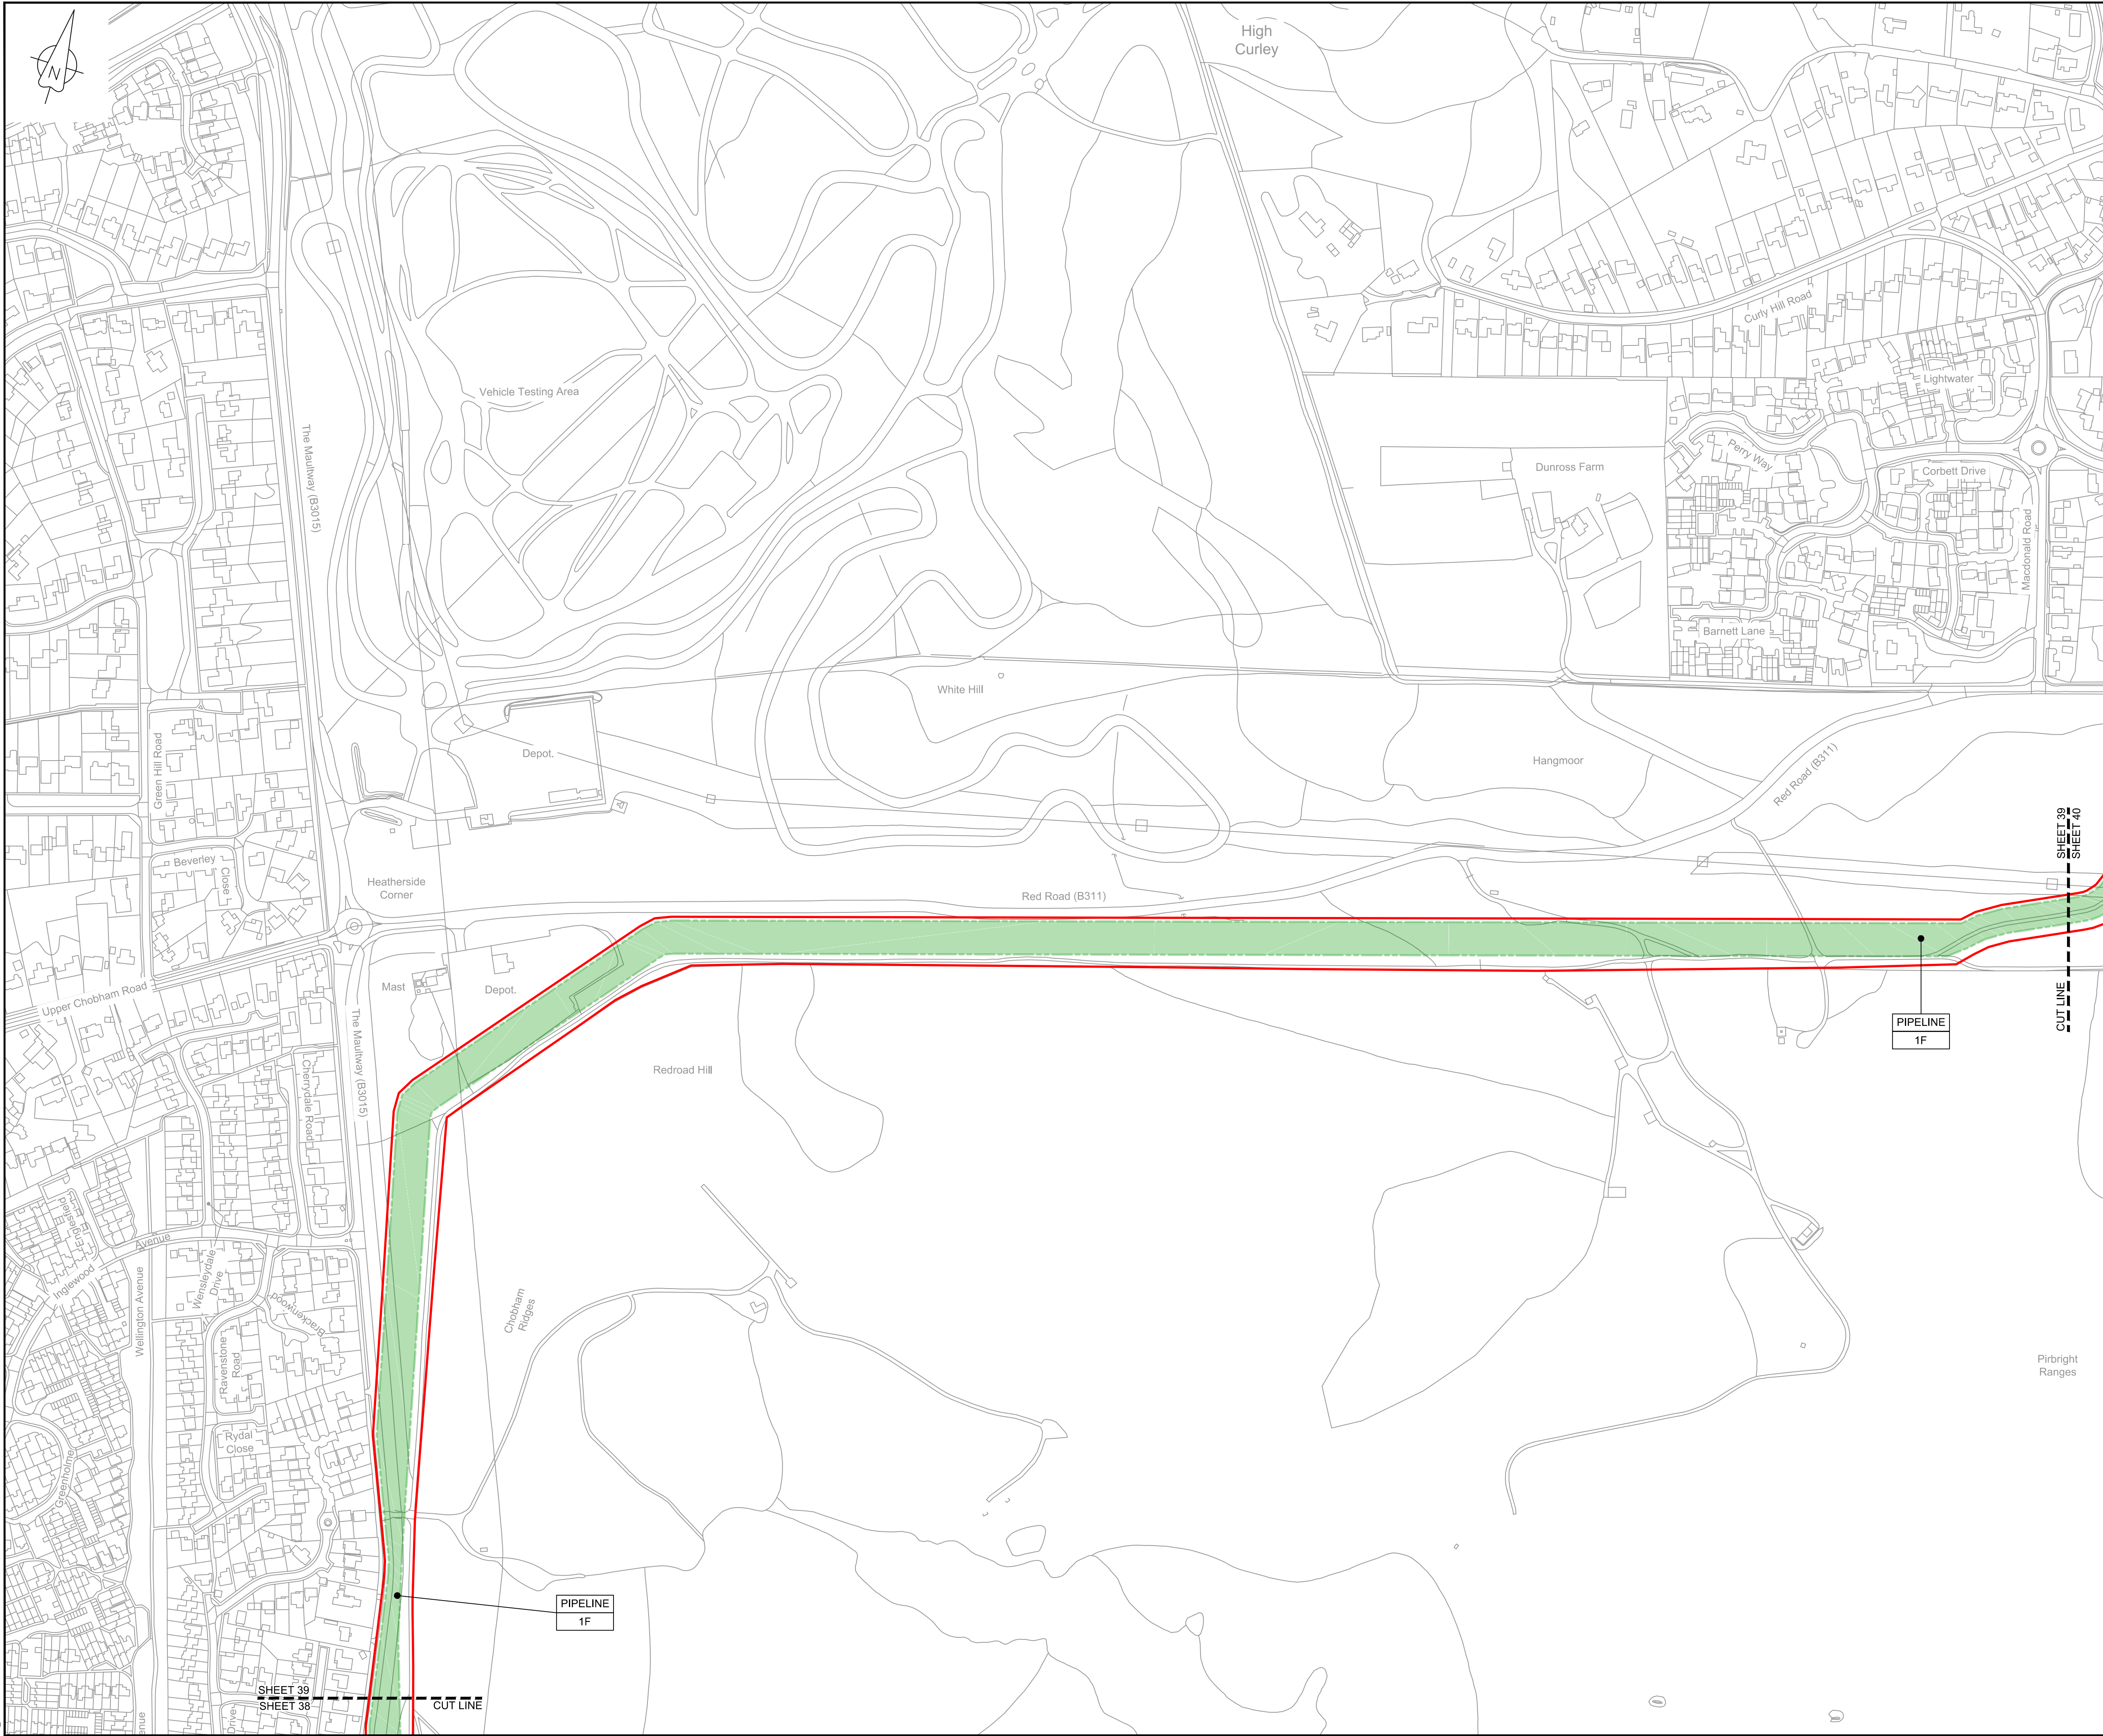 N
High
Curley
Curly Hill Road
Vehicle Testing Area
Lightwater
The Maultway (B3015)
Perry Way
Dunross Farm
Corbett Drive
Macdonald Road
Barnett Lane
White Hill
Green Hill Road
Depot.
Hangmoor
Red Road (B311)
SHEET 39
SHEET 40
Beverley
Close
Heatherside
Corner
Red Road (B311)
Upper Chobham Road
Mast
Depot.
CUT LINE
PIPELINE
1F
The Maultway (B3015)
Cherrydale Road
Redroad Hill
Englesfield
Avenue
Inglewood
Wellington Avenue
Wensleydale
Drive
Brackenwood
Chobham
Ridges
Ravenstone
Road
Pirbright
Ranges
Rydal
Close
Greenholme
PIPELINE
1F
SHEET 39
SHEET 38
CUT LINE
Drive
enue